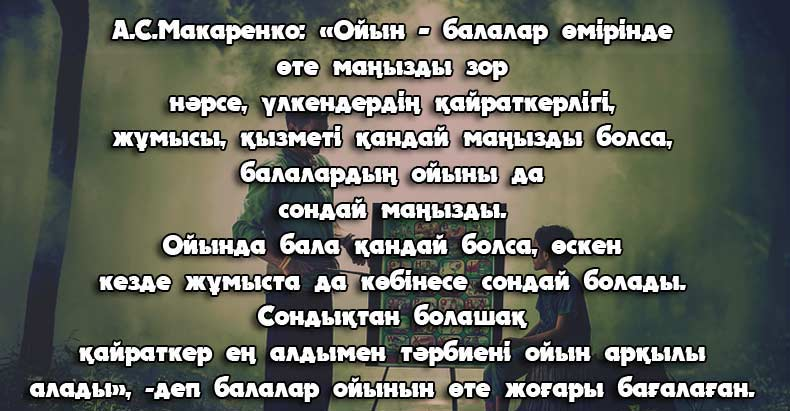 А.С.Макаренко: «Ойын - балалар өмірінде
өте маңызды зор
нәрсе, үлкендердің қайраткерлігі,
жұмысы, қызметі қандай маңызды болса,
балалардың ойыны да
сондай маңызды.
Ойында бала қандай болса, өскен
кезде жұмыста да көбінесе сондай болады.
Сондықтан болашақ
қайраткер ең алдымен тәрбиені ойын арқылы
алады», -деп балалар ойынын өте жоғары бағалаған.